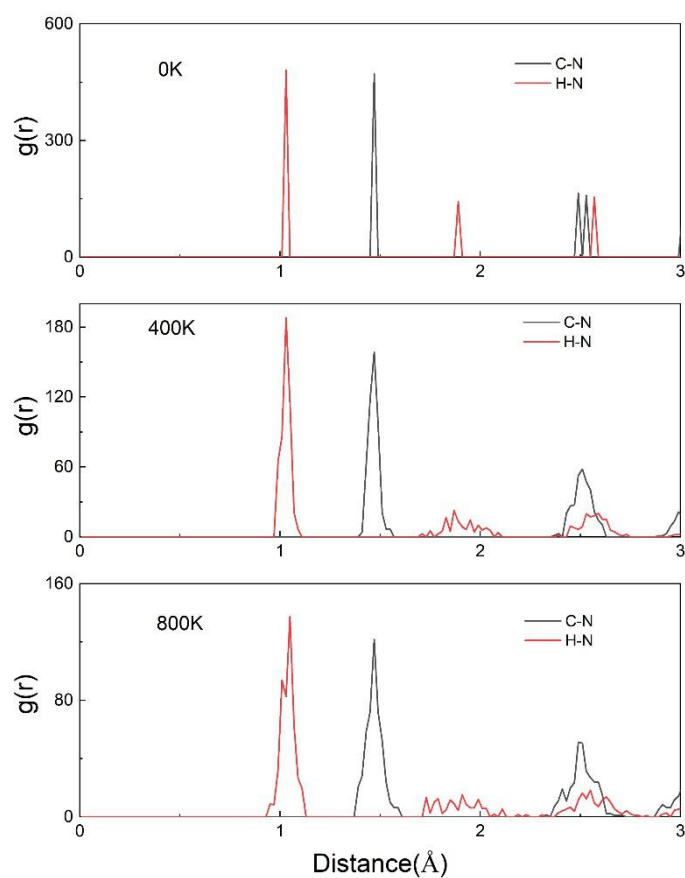 600
0K
C-N
H-N
g(r)
300
0
0 1 2 3
180
400K
C-N
H-N
g(r)
120
60
0
0 1 2 3
160
800K
C-N
H-N
g(r)
80
0
0 1 2 3
Distance(Å)